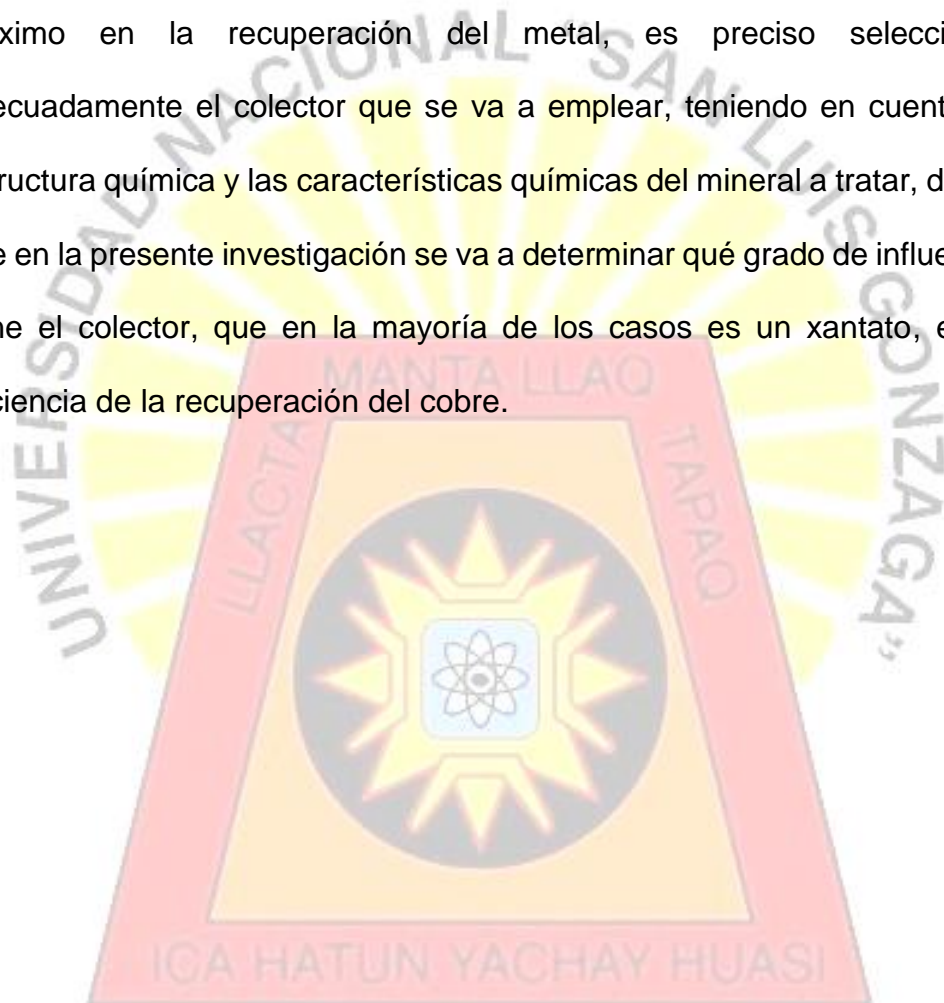 ximo en la recuperación del metal, es preciso selecci
ecuadamente el colector que se va a emplear, teniendo en cuent
tructura química y las características químicas del mineral a tratar, d
e en la presente investigación se va a determinar qué grado de influe
ne el colector, que en la mayoría de los casos es un xantato, e
ciencia de la recuperación del cobre.
UNIVERSIDAD NACIONAL "SAN LUIS GONZAGA"
MANTA LLAQ
LLACTA
TAPAQ
ICA HATUN YACHAY HUASI